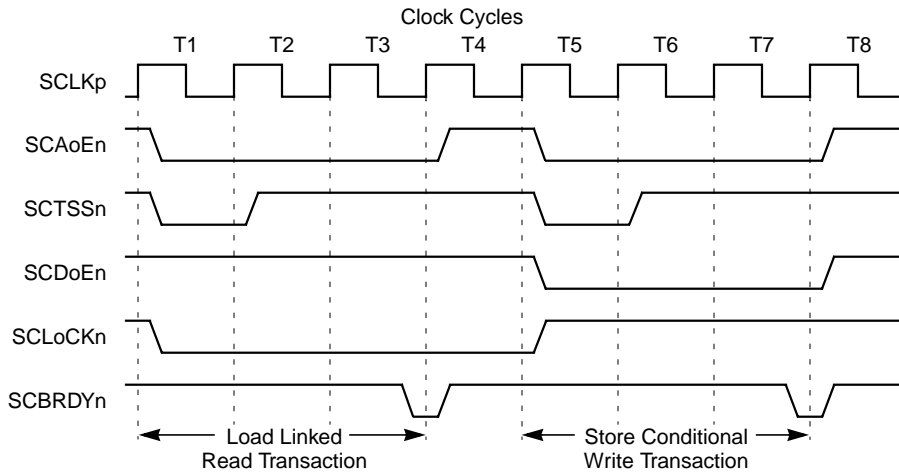 Clock Cycles
T1 T2 T3 T4 T5 T6 T7 T8
SCLKp
SCAoEn
SCTSSn
SCDoEn
SCLoCKn
SCBRDYn
Load Linked
Read Transaction
Store Conditional
Write Transaction